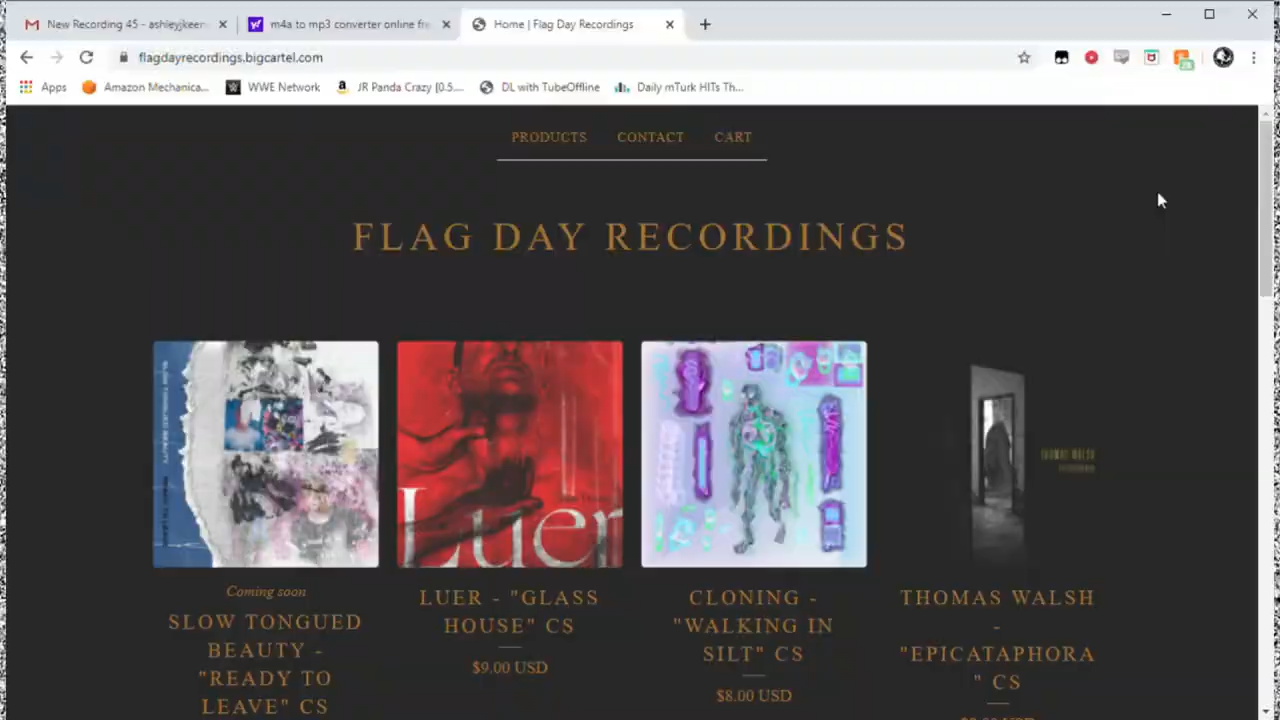 New Recording 45 - ashleyjkeen
m4a to mp3 converter online fre
Home | Flag Day Recordings
flagdayrecordings.bigcartel.com
Apps
Amazon Mechanica...
WWE Network
JR Panda Crazy [0.5....
DL with TubeOffline
Daily mTurk HITs Th...
PRODUCTS
CONTACT
CART
FLAG DAY RECORDINGS
Luer
THOMAS WALSH
Coming soon
SLOW TONGUED
BEAUTY -
"READY TO
LEAVE" CS
LUER - "GLASS
HOUSE" CS
$9.00 USD
CLONING -
"WALKING IN
SILT" CS
$8.00 USD
THOMAS WALSH
-
"EPICATAPHORA
" CS